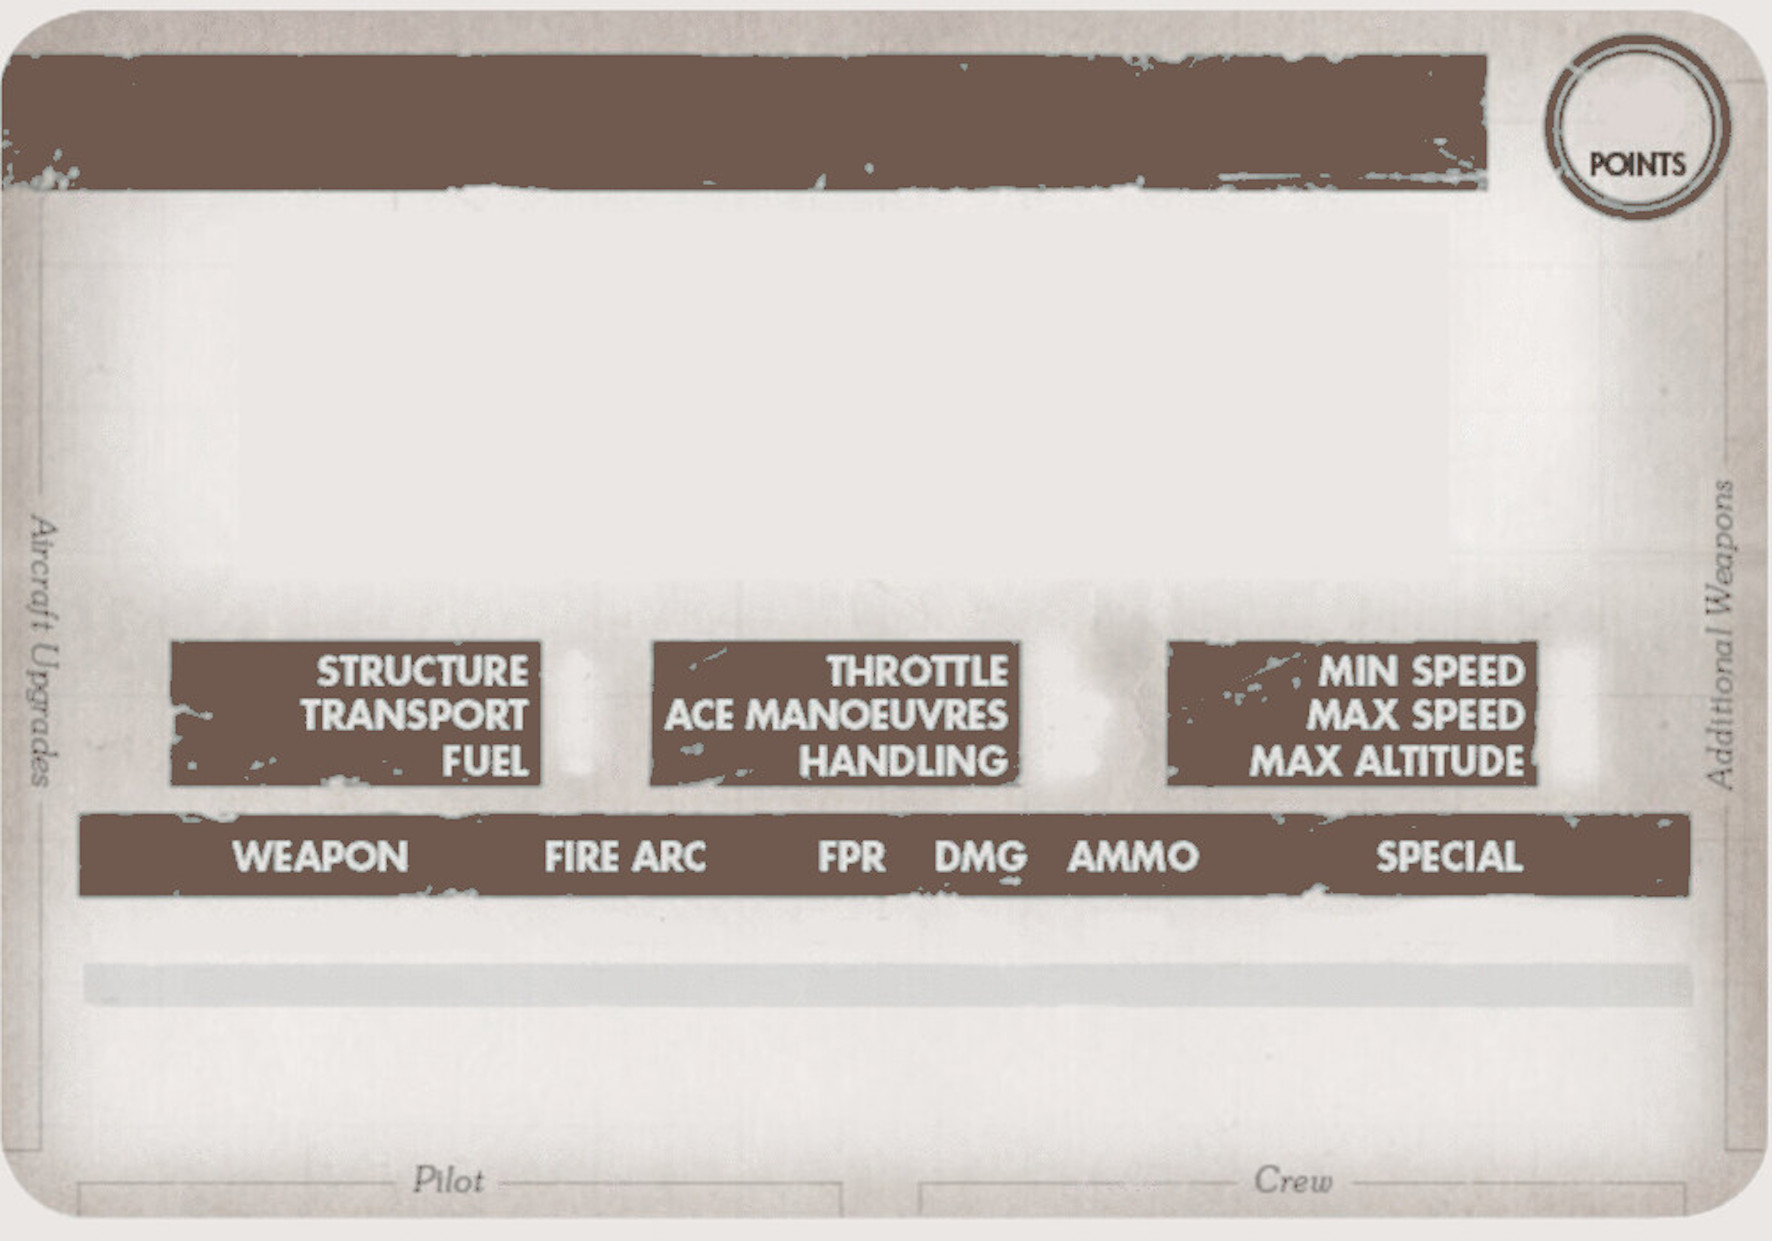 POINTS
Aircraft Upgrades
Additional Weapons
STRUCTURE
TRANSPORT
FUEL
THROTTLE
ACE MANOEUVRES
HANDLING
MIN SPEED
MAX SPEED
MAX ALTITUDE
WEAPON FIRE ARC FPR DMG AMMO SPECIAL
Pilot Crew